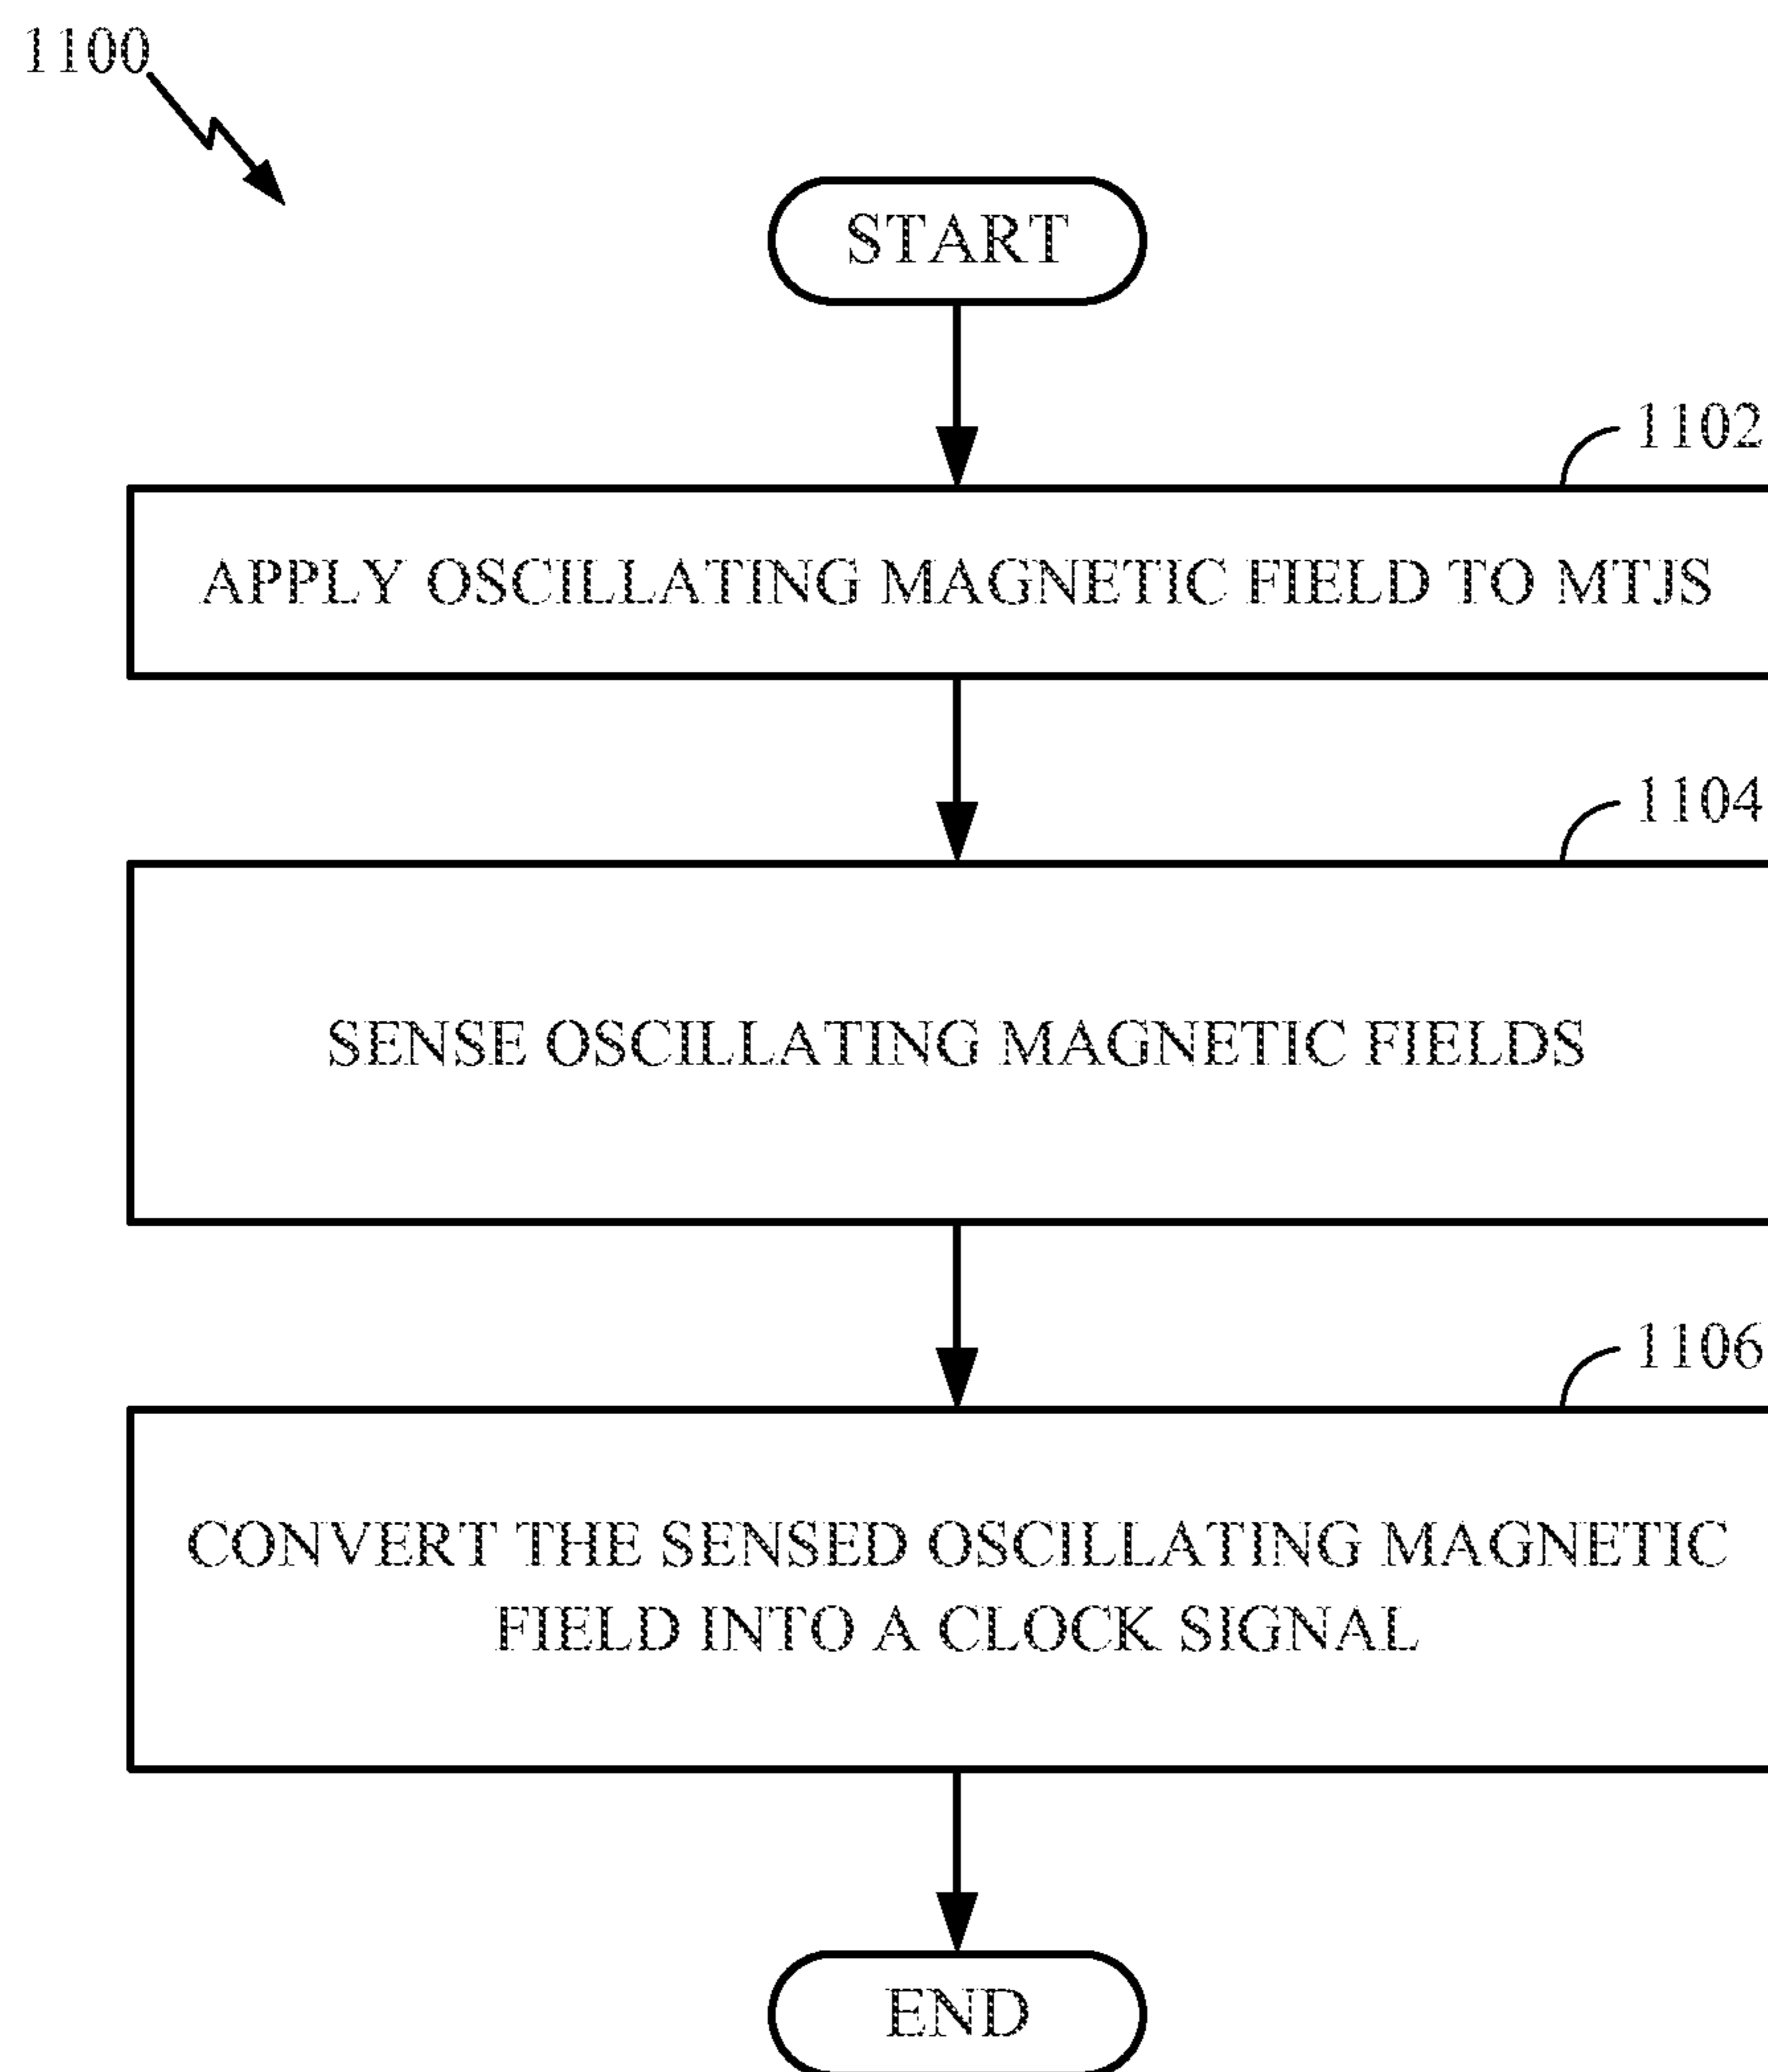 1100
START
1102
APPLY OSCILLATING MAGNETIC FIELD TO MTJS
1104
SENSE OSCILLATING MAGNETIC FIELDS
1106
CONVERT THE SENSED OSCILLATING MAGNETIC
FIELD INTO A CLOCK SIGNAL
END